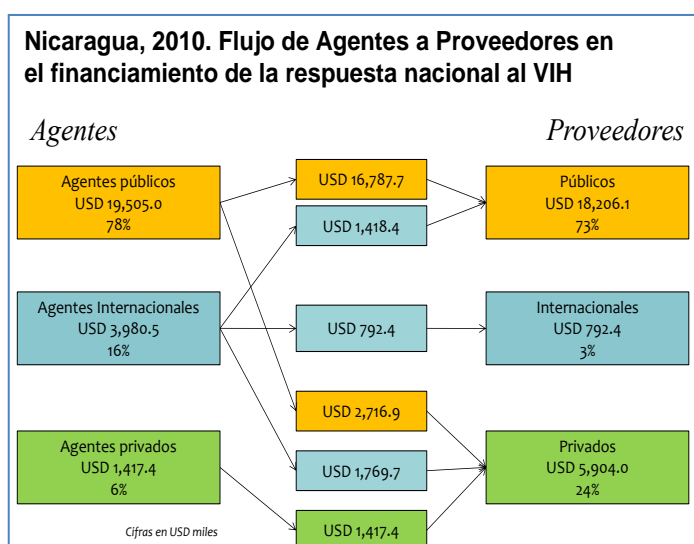 Nicaragua, 2010. Flujo de Agentes a Proveedores en
el financiamiento de la respuesta nacional al VIH
Agentes
Proveedores
Agentes públicos
USD 19,505.0
78%
USD 16,787.7
USD 1,418.4
Públicos
USD 18,206.1
73%
Agentes Internacionales
USD 3,980.5
16%
USD 792.4
Internacionales
USD 792.4
3%
USD 2,716.9
Agentes privados
USD 1,417.4
6%
USD 1,769.7
Privados
USD 5,904.0
24%
USD 1,417.4
Cifras en USD miles